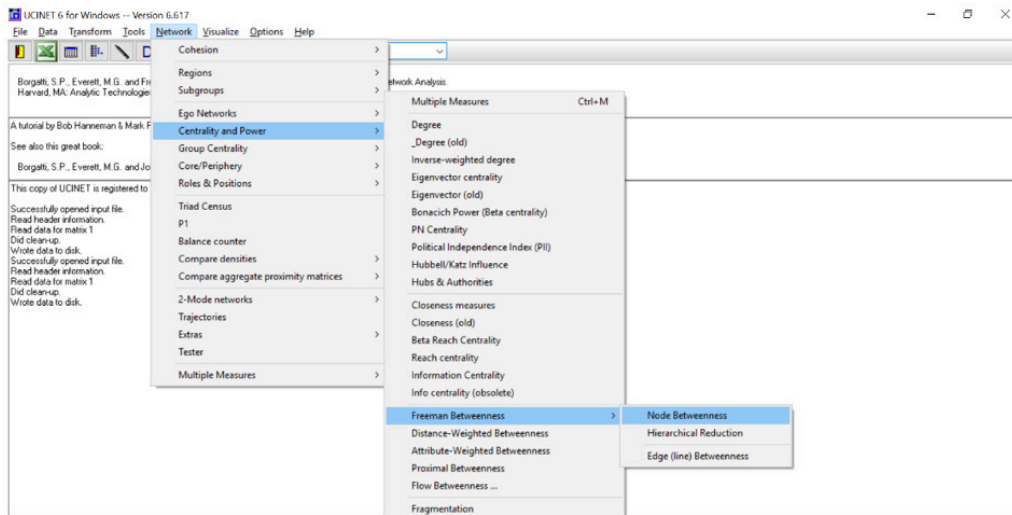 UCINET 6 for Windows -- Version 6.617
File Data Transform Tools Network Visualize Options Help
Borgatti, S.P., Everett, M.G. and Fr
etwork Analysis.
Harvard, MA: Analytic Technologie
A tutorial by Bob Hanneman & Mark R
See also this great book:
Borgatti, S.P., Everett, M.G. and Jo
This copy of UCINET is registered to
Successfully opened input file.
Read header information.
Read data for matrix 1
Did clean-up.
Wrote data to disk.
Successfully opened input file.
Read header information.
Read data for matrix 1
Did clean-up.
Wrote data to disk.
Cohesion
Regions
Subgroups
Ego Networks
Centrality and Power
Group Centrality
Core/Periphery
Roles & Positions
Triad Census
P1
Balance counter
Compare densities
Compare aggregate proximity matrices
2-Mode networks
Trajectories
Extras
Tester
Multiple Measures
Multiple Measures Ctrl+M
Degree
_Degree (old)
Inverse-weighted degree
Eigenvector centrality
Eigenvector (old)
Bonacich Power (Beta centrality)
PN Centrality
Political Independence Index (PII)
Hubbell/Katz Influence
Hubs & Authorities
Closeness measures
Closeness (old)
Beta Reach Centrality
Reach centrality
Information Centrality
Info centrality (obsolete)
Freeman Betweenness
Distance-Weighted Betweenness
Attribute-Weighted Betweenness
Proximal Betweenness
Flow Betweenness ...
Fragmentation
Node Betweenness
Hierarchical Reduction
Edge (line) Betweenness